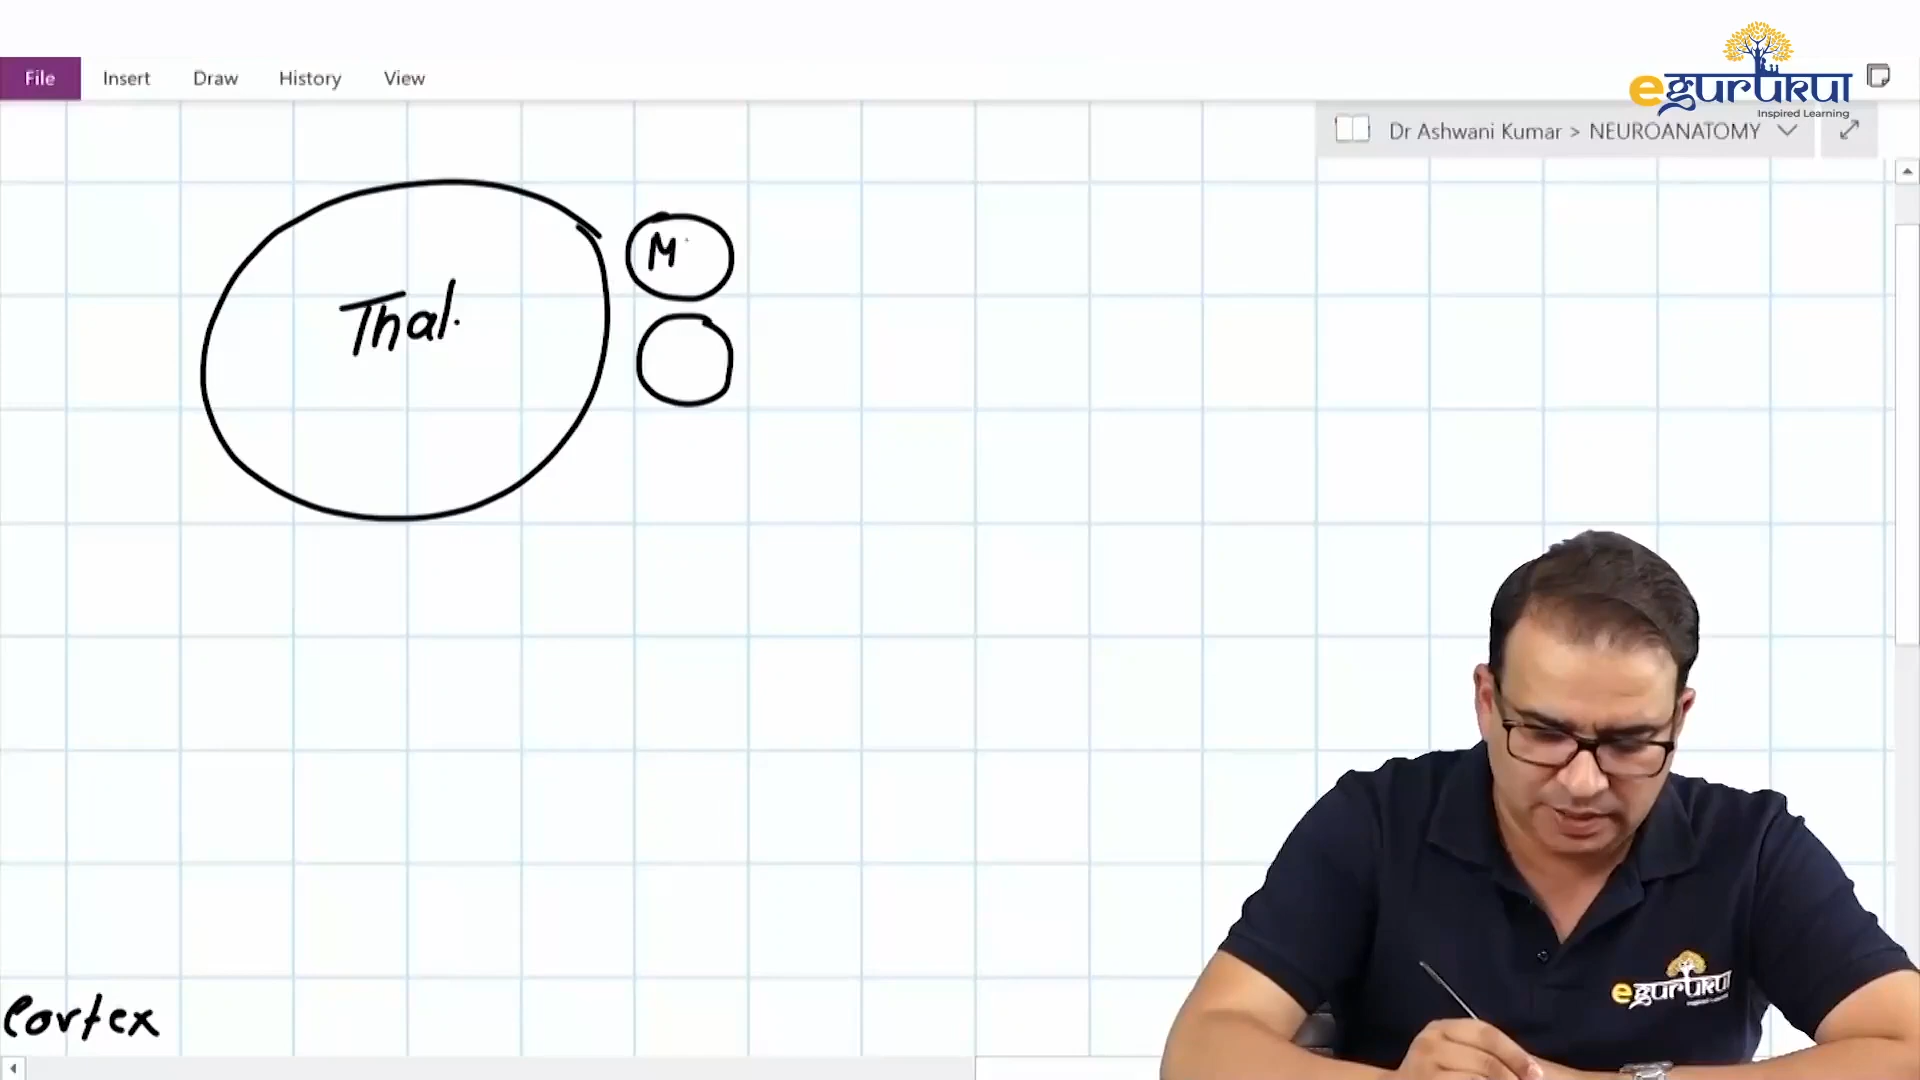 egurukul
Inspired Learning
File Insert Draw History View
Dr Ashwani Kumar > NEUROANATOMY
Thal.
M
Cortex
egurukul